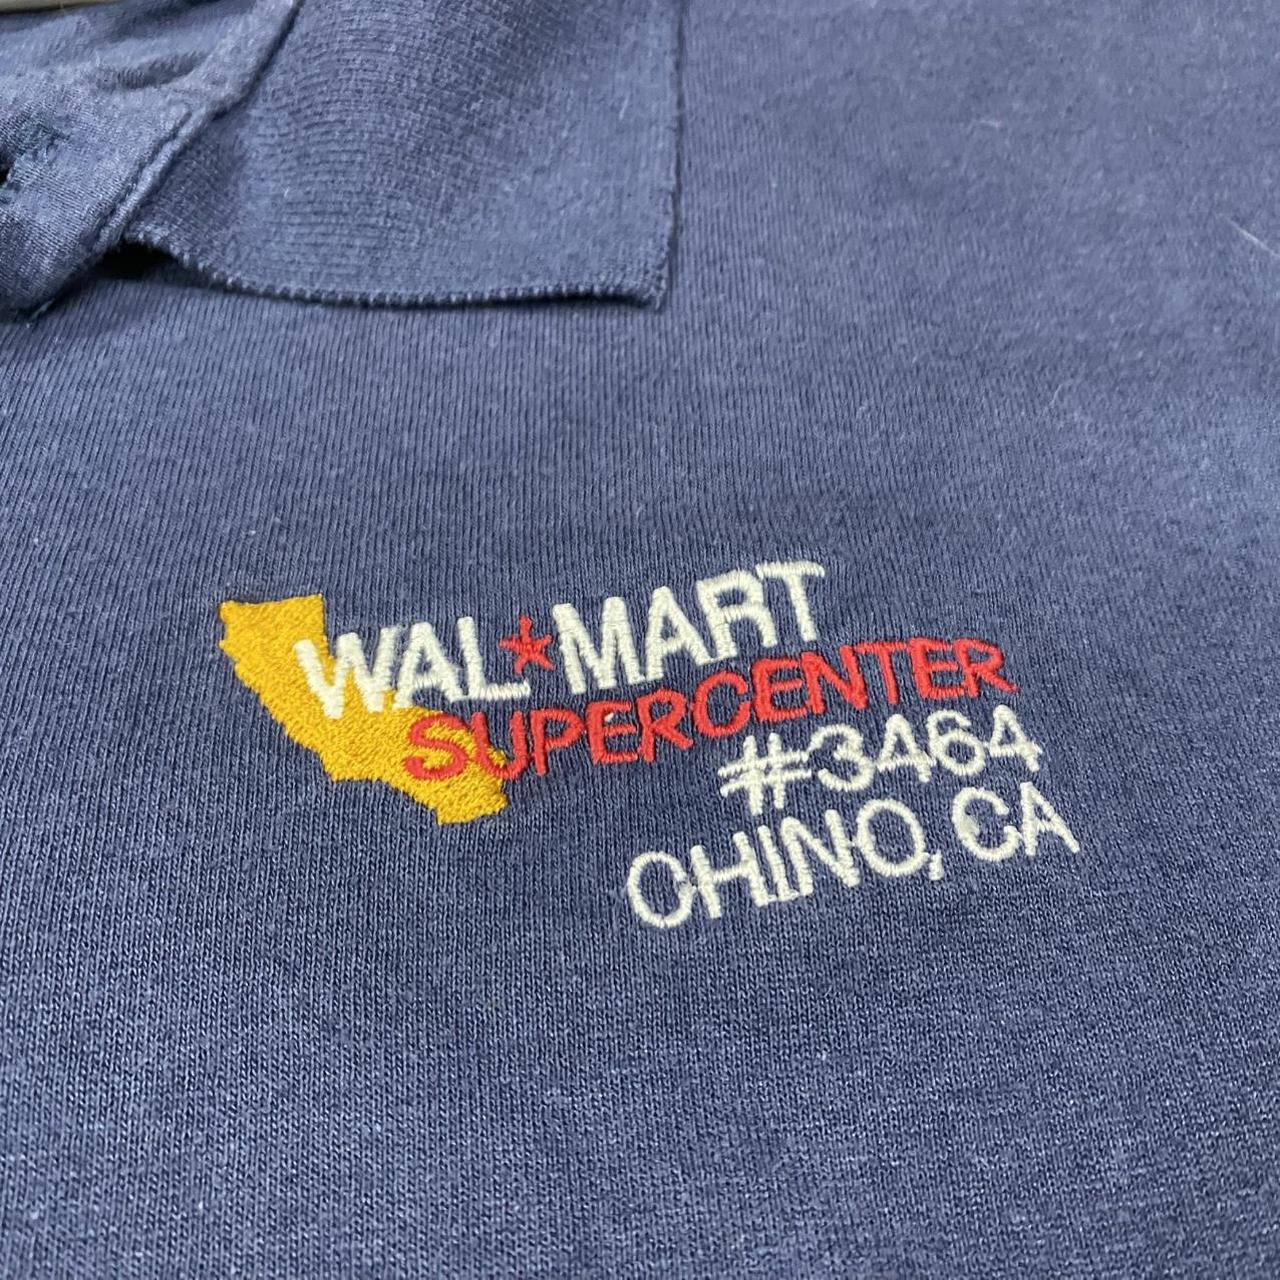 WAL*MART
SUPERCENTER
#3464
CHINO, CA